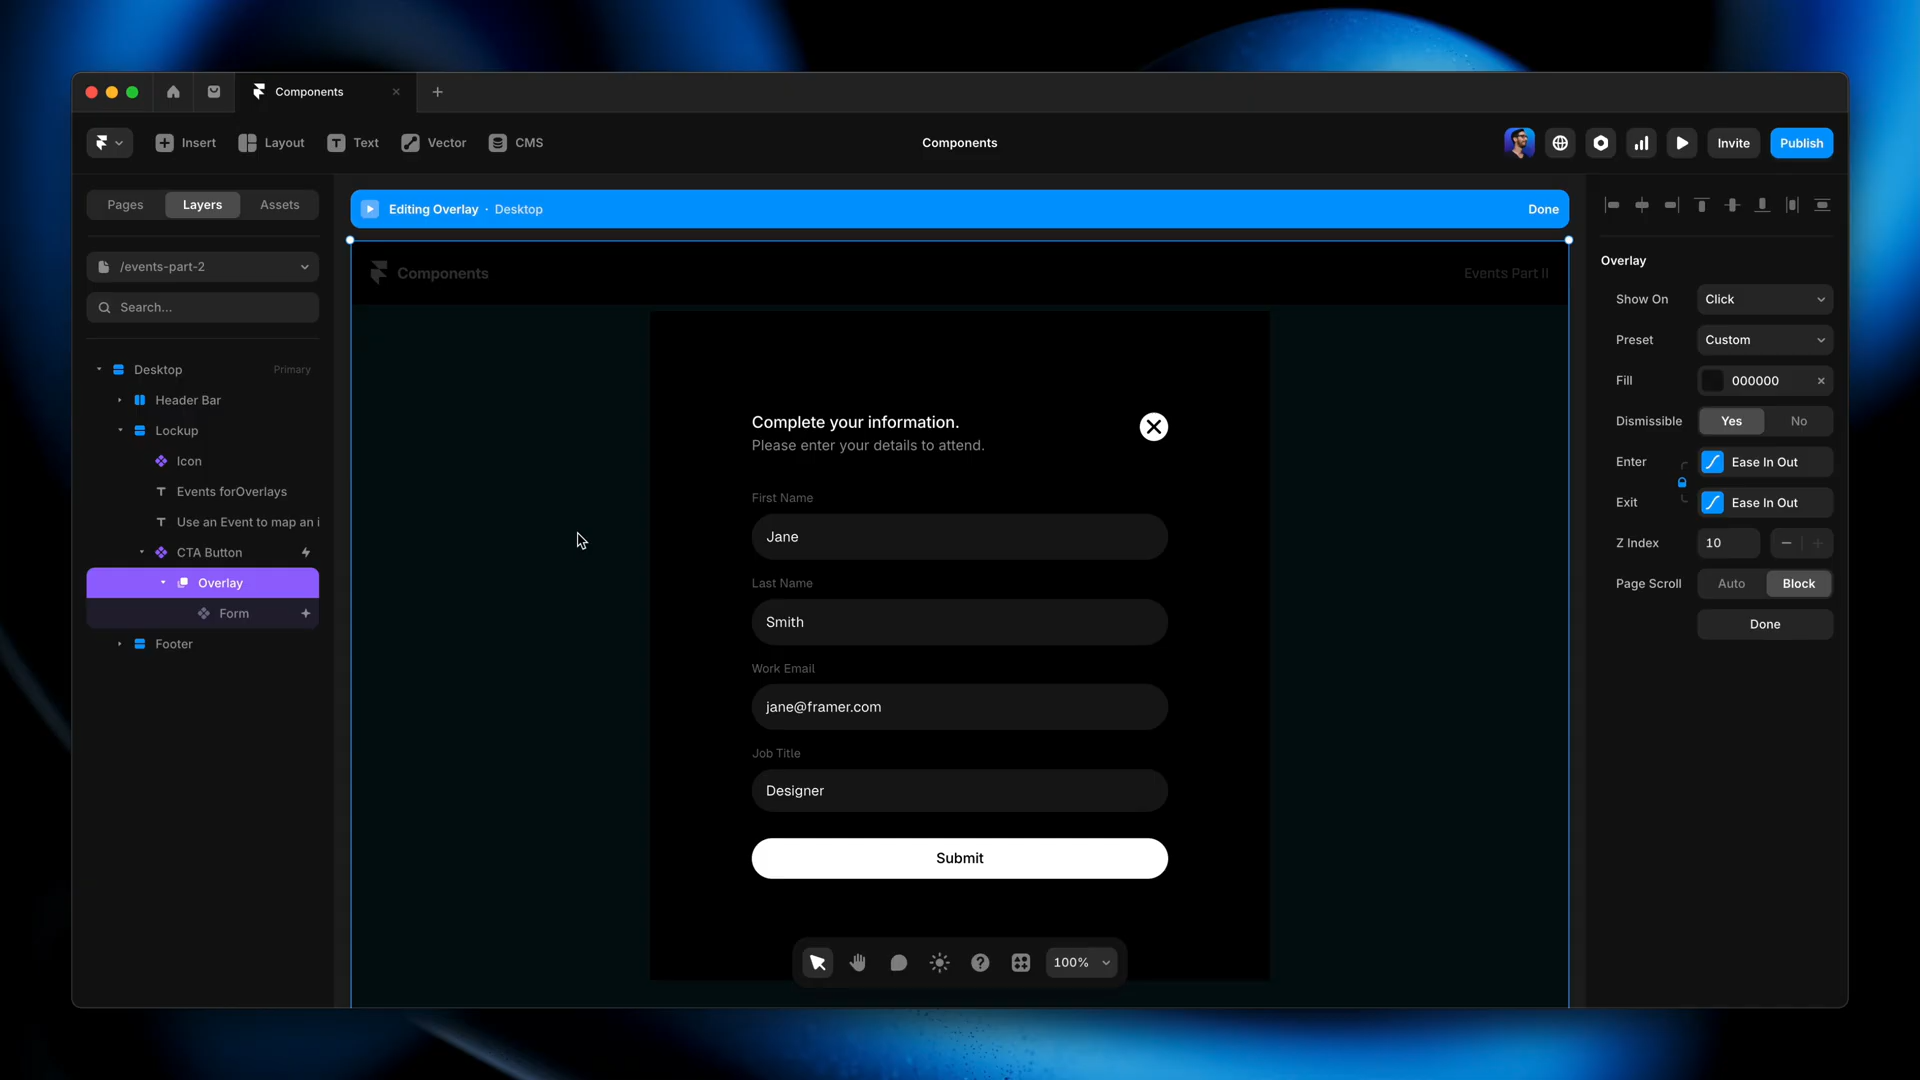 Components
Insert
Layout
Text
Vector
CMS
Components
Invite
Publish
Pages
Layers
Assets
/events-part-2
Search...
Desktop
Primary
Header Bar
Lockup
Icon
Events forOverlays
Use an Event to map an i
CTA Button
Overlay
Form
Footer
Editing Overlay · Desktop
Done
Components
Events Part II
Complete your information.
Please enter your details to attend.
First Name
Jane
Last Name
Smith
Work Email
jane@framer.com
Job Title
Designer
Submit
100%
Overlay
Show On
Click
Preset
Custom
Fill
000000
Dismissible
Yes
No
Enter
Ease In Out
Exit
Ease In Out
Z Index
10
Page Scroll
Auto
Block
Done